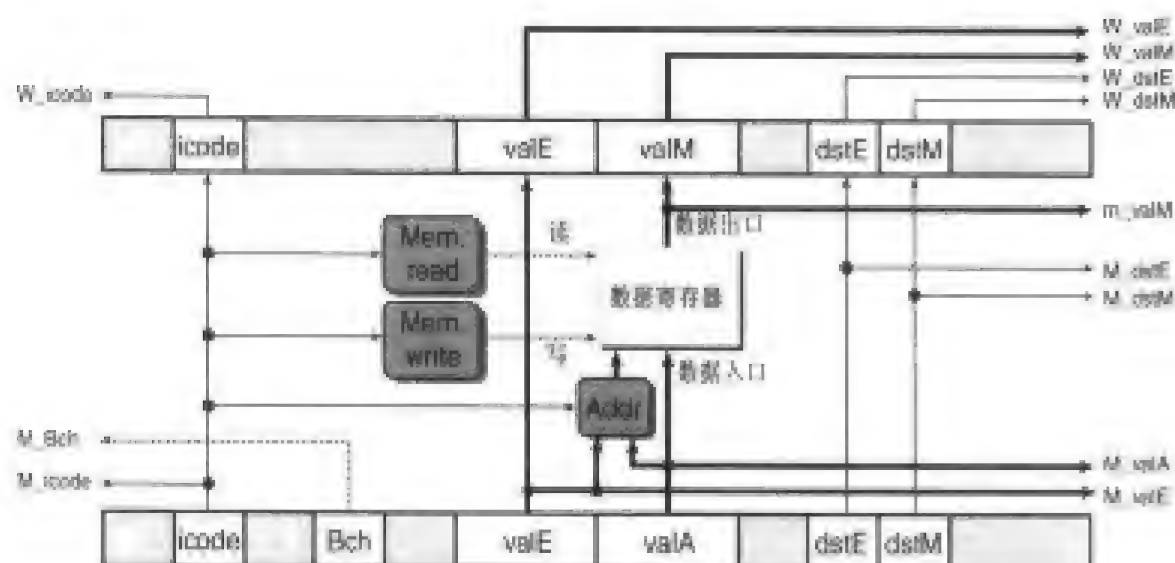 W_valE
W_valM
W_dstE
W_dstM
W_icode
icode
valE
valM
dstE
dstM
数据出口
m_valM
Mem.
read
读
M_dstE
数据寄存器
M_dstM
Mem.
write
写
数据入口
Addr
M_Bch
M_valA
M_icode
M_valE
icode
Bch
valE
valA
dstE
dstM